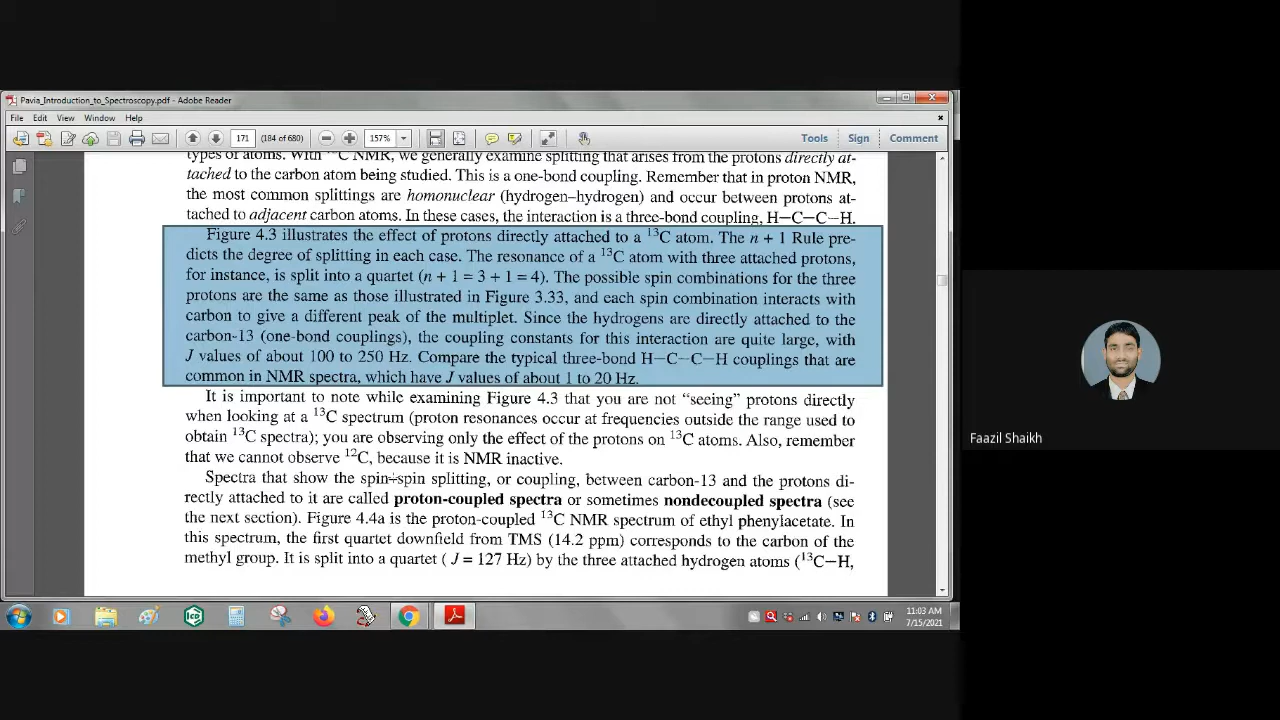 Pavia_Introduction_to_Spectroscopy.pdf - Adobe Reader
File Edit View Window Help
171 (184 of 680) 157% Tools Sign Comment
types of atoms. With ¹³C NMR, we generally examine splitting that arises from the protons directly at-
tached to the carbon atom being studied. This is a one-bond coupling. Remember that in proton NMR,
the most common splittings are homonuclear (hydrogen–hydrogen) and occur between protons at-
tached to adjacent carbon atoms. In these cases, the interaction is a three-bond coupling, H–C–C–H.
Figure 4.3 illustrates the effect of protons directly attached to a ¹³C atom. The n + 1 Rule pre-
dicts the degree of splitting in each case. The resonance of a ¹³C atom with three attached protons,
for instance, is split into a quartet (n + 1 = 3 + 1 = 4). The possible spin combinations for the three
protons are the same as those illustrated in Figure 3.33, and each spin combination interacts with
carbon to give a different peak of the multiplet. Since the hydrogens are directly attached to the
carbon-13 (one-bond couplings), the coupling constants for this interaction are quite large, with
J values of about 100 to 250 Hz. Compare the typical three-bond H–C–C–H couplings that are
common in NMR spectra, which have J values of about 1 to 20 Hz.
It is important to note while examining Figure 4.3 that you are not “seeing” protons directly
when looking at a ¹³C spectrum (proton resonances occur at frequencies outside the range used to
obtain ¹³C spectra); you are observing only the effect of the protons on ¹³C atoms. Also, remember
that we cannot observe ¹²C, because it is NMR inactive.
Spectra that show the spin–spin splitting, or coupling, between carbon-13 and the protons di-
rectly attached to it are called proton-coupled spectra or sometimes nondecoupled spectra (see
the next section). Figure 4.4a is the proton-coupled ¹³C NMR spectrum of ethyl phenylacetate. In
this spectrum, the first quartet downfield from TMS (14.2 ppm) corresponds to the carbon of the
methyl group. It is split into a quartet ( J = 127 Hz) by the three attached hydrogen atoms (¹³C–H,
Faazil Shaikh
11:03 AM
7/15/2021